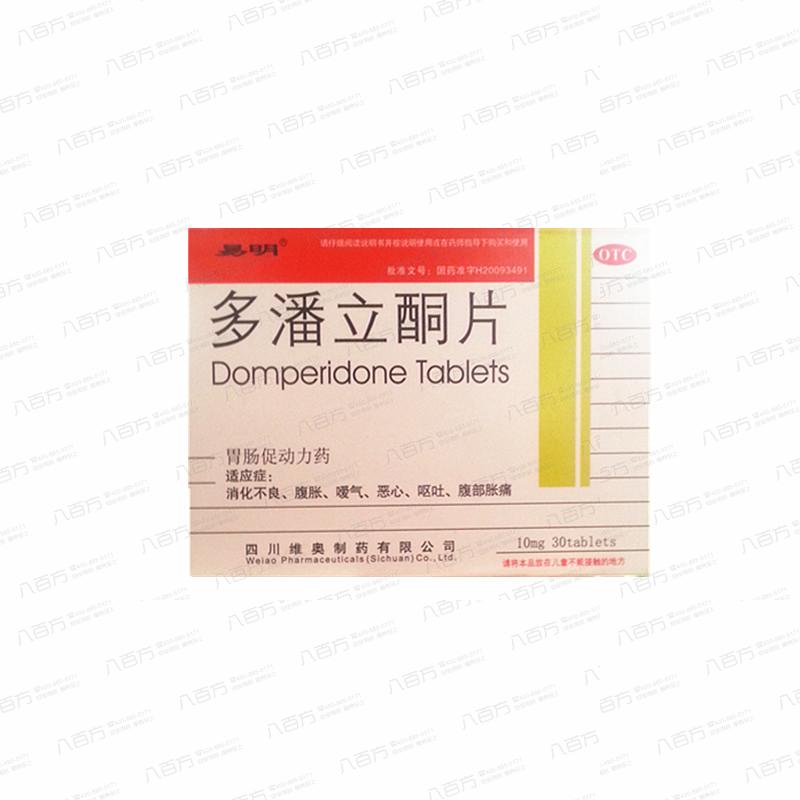 易明®
请仔细阅读说明书并按说明使用或在药师指导下购买和使用
OTC
批准文号：国药准字H20093491
多潘立酮片
Domperidone Tablets
胃肠促动力药
适应症：
消化不良、腹胀、嗳气、恶心、呕吐、腹部胀痛
10mg 30tablets
四川维奥制药有限公司
Weiao Pharmaceuticals(Sichuan)Co.,Ltd.
请将本品放在儿童不能接触的地方
八百方